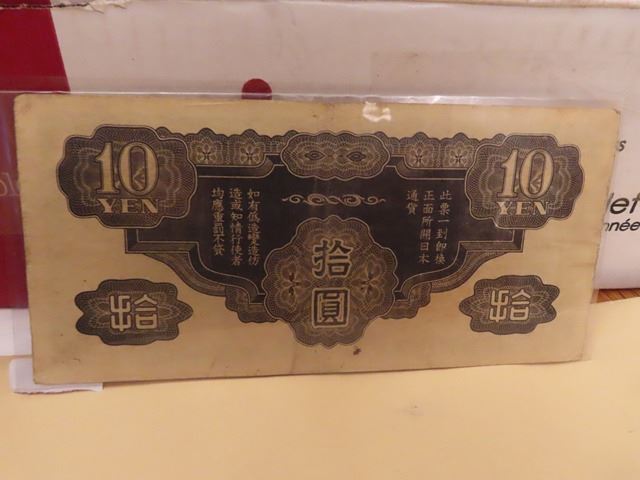 10
YEN
10
YEN
此票一到即換
正面所開日本
通貨
如有偽造變造仿
造或知情行使者
均應重罰不貸
拾
圓
拾
拾